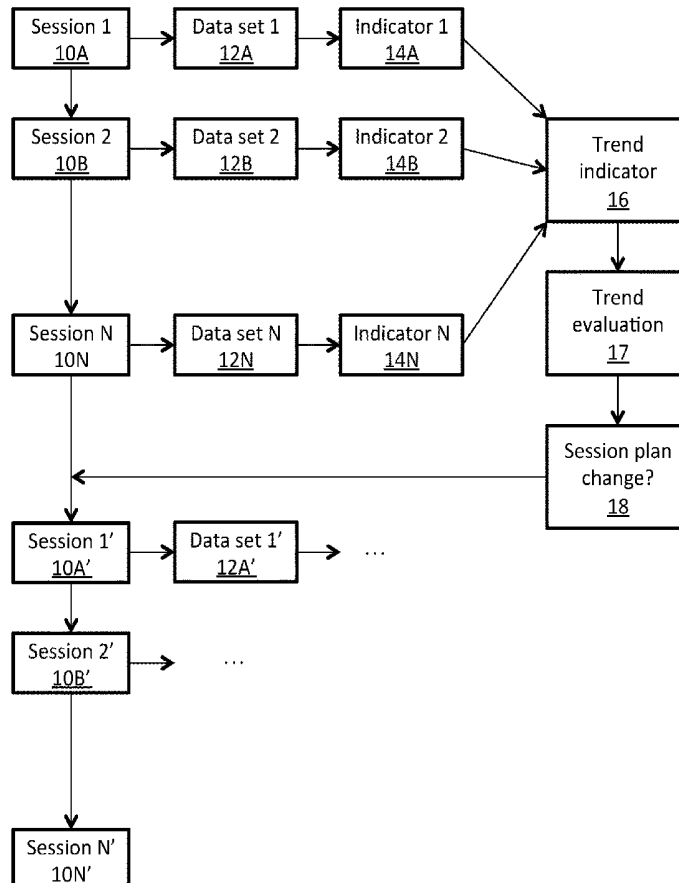 Session 1
10A
Data set 1
12A
Indicator 1
14A
Session 2
10B
Data set 2
12B
Indicator 2
14B
Trend
indicator
16
Session N
10N
Data set N
12N
Indicator N
14N
Trend
evaluation
17
Session plan
change?
18
Session 1'
10A'
Data set 1'
12A'
...
Session 2'
10B'
...
Session N'
10N'